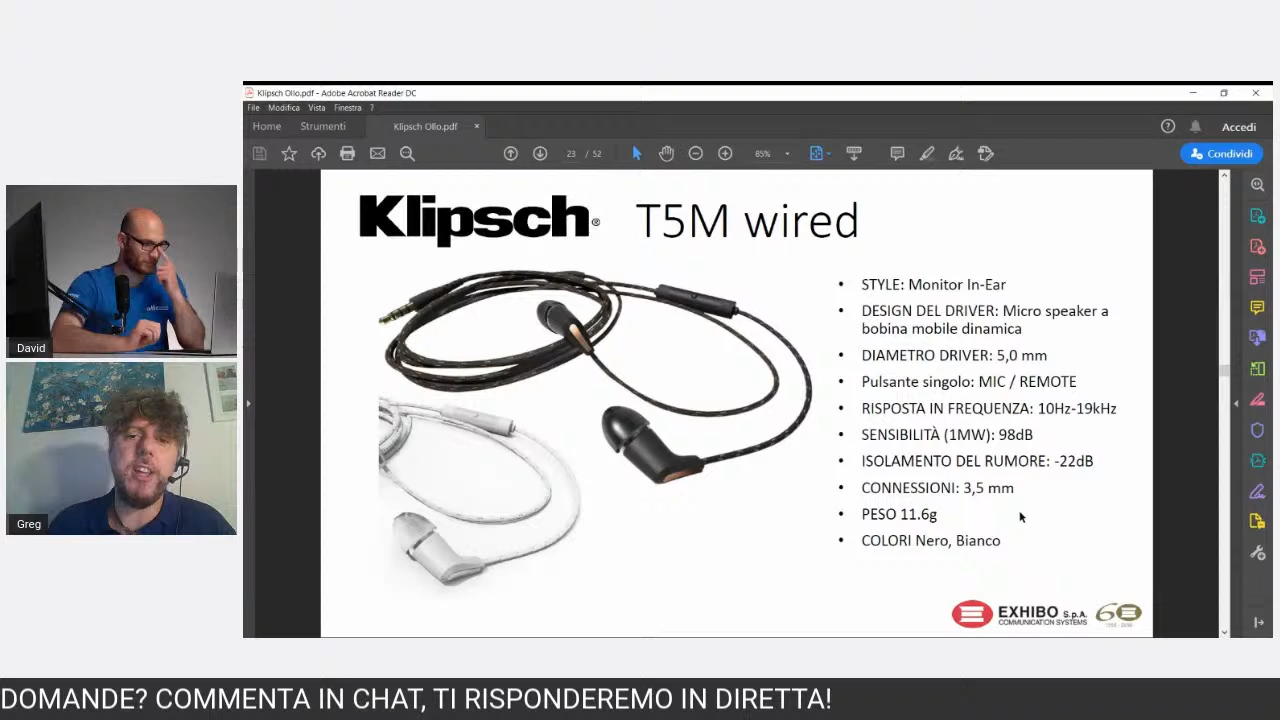 Klipsch Ollo.pdf - Adobe Acrobat Reader DC
File Modifica Vista Finestra ?
Home Strumenti Klipsch Ollo.pdf × Accedi
23 / 52 85% Condividi
Klipsch® T5M wired
• STYLE: Monitor In-Ear
• DESIGN DEL DRIVER: Micro speaker a
bobina mobile dinamica
• DIAMETRO DRIVER: 5,0 mm
• Pulsante singolo: MIC / REMOTE
• RISPOSTA IN FREQUENZA: 10Hz-19kHz
• SENSIBILITÀ (1MW): 98dB
• ISOLAMENTO DEL RUMORE: -22dB
• CONNESSIONI: 3,5 mm
• PESO 11.6g
• COLORI Nero, Bianco
EXHIBO S.p.A.
COMMUNICATION SYSTEMS
60
David
Greg
DOMANDE? COMMENTA IN CHAT, TI RISPONDEREMO IN DIRETTA!